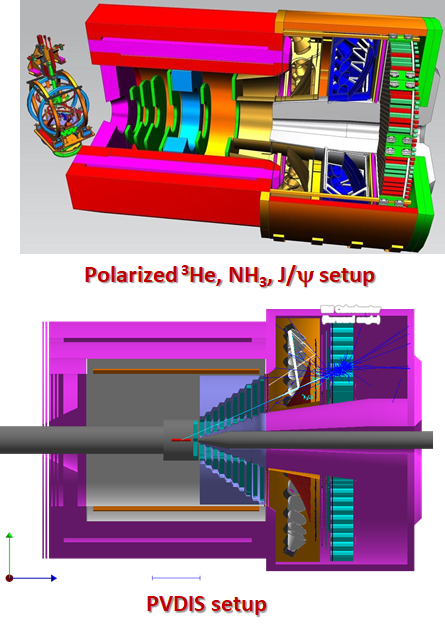 Polarized ³He, NH₃, J/ψ setup
PVDIS setup